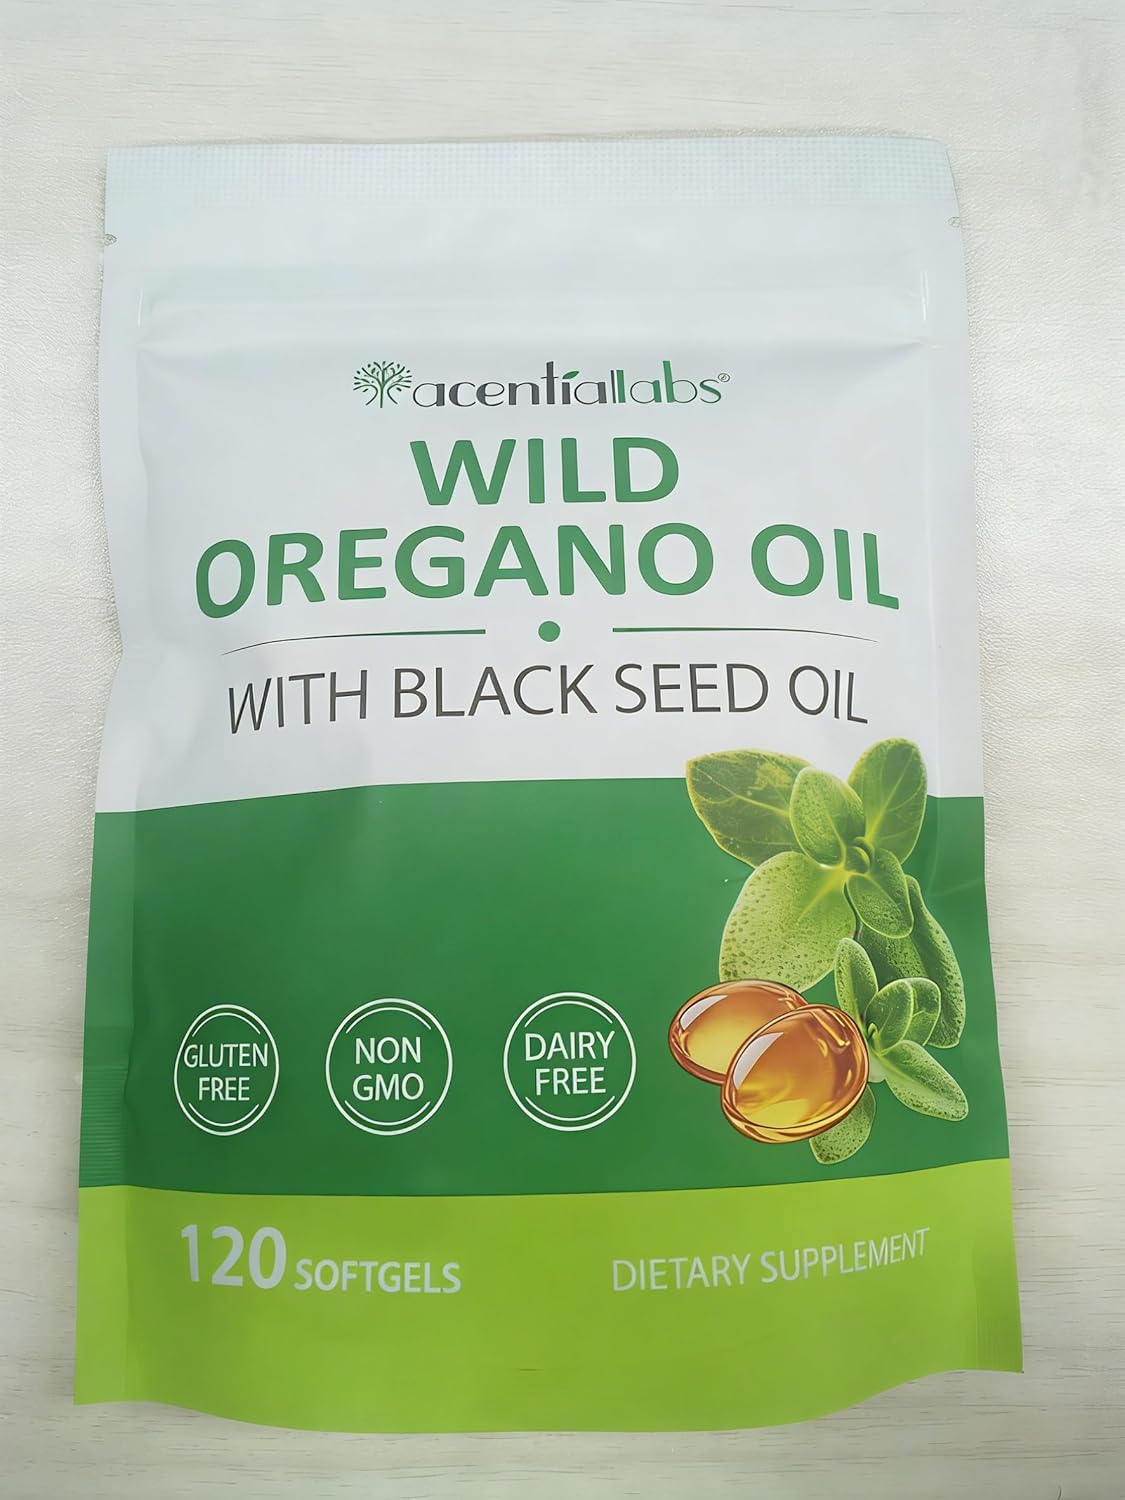 acentiallabs®
WILD
OREGANO OIL
WITH BLACK SEED OIL
GLUTEN
FREE
NON
GMO
DAIRY
FREE
120 SOFTGELS
DIETARY SUPPLEMENT